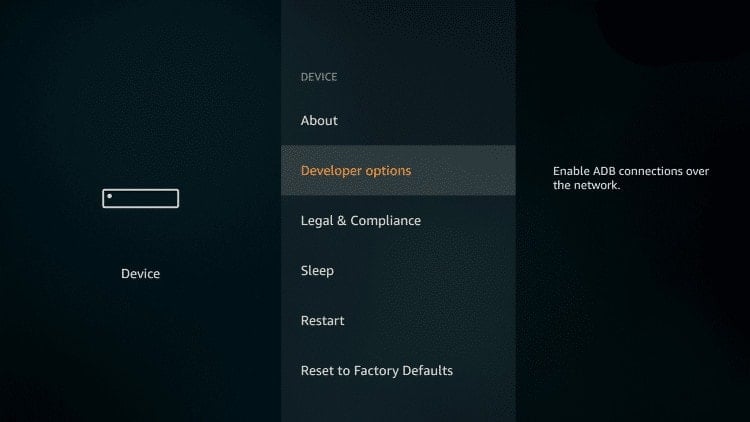 Device
DEVICE
About
Developer options
Legal & Compliance
Sleep
Restart
Reset to Factory Defaults
Enable ADB connections over
the network.